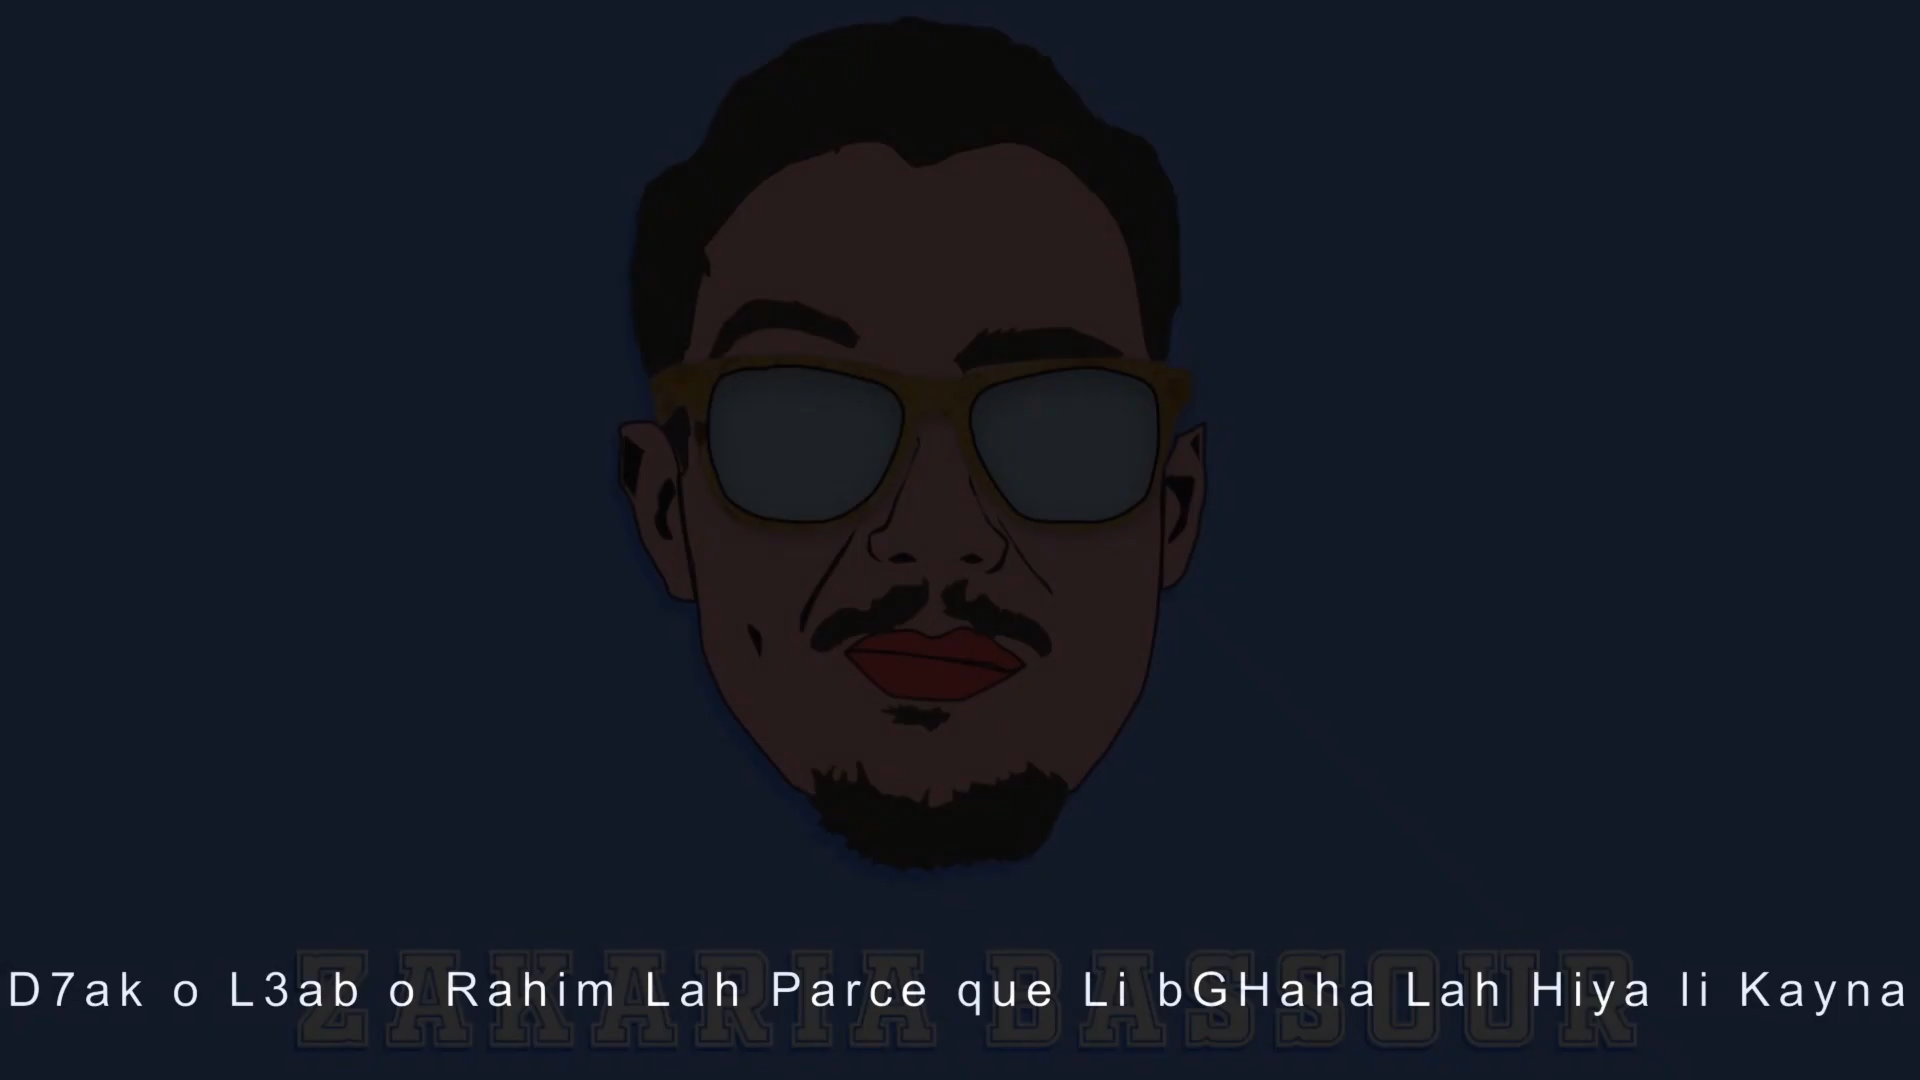 D7ak o L3ab o Rahim Lah Parce que Li bGHaha Lah Hiya li Kayna
ZAKARIA BASSOUR